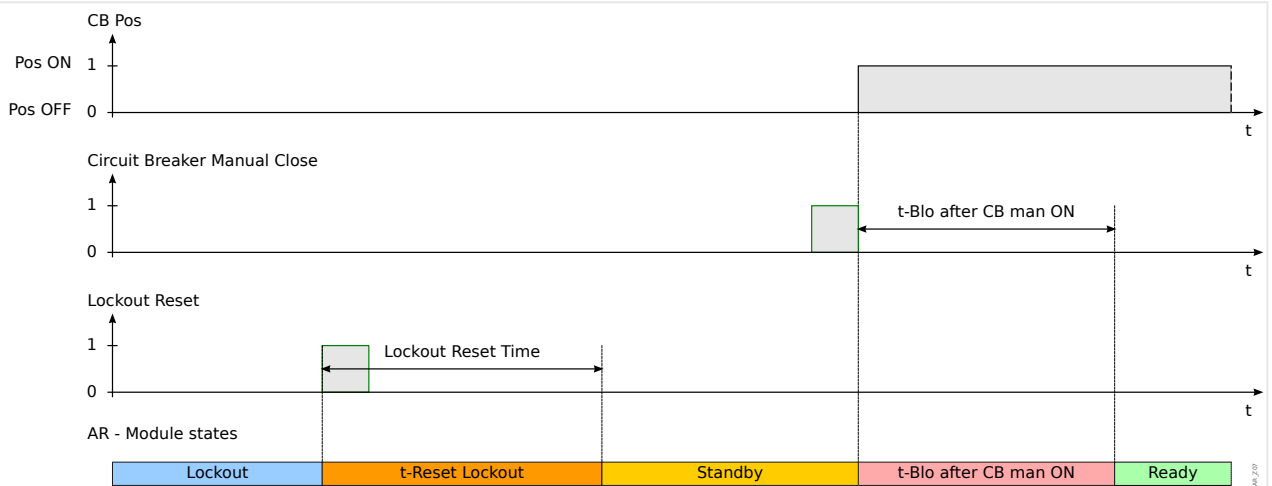 CB Pos
Pos ON 1
Pos OFF 0
t
Circuit Breaker Manual Close
1
t-Blo after CB man ON
0
t
Lockout Reset
1
Lockout Reset Time
0
t
AR - Module states
Lockout t-Reset Lockout Standby t-Blo after CB man ON Ready
AR_Z07